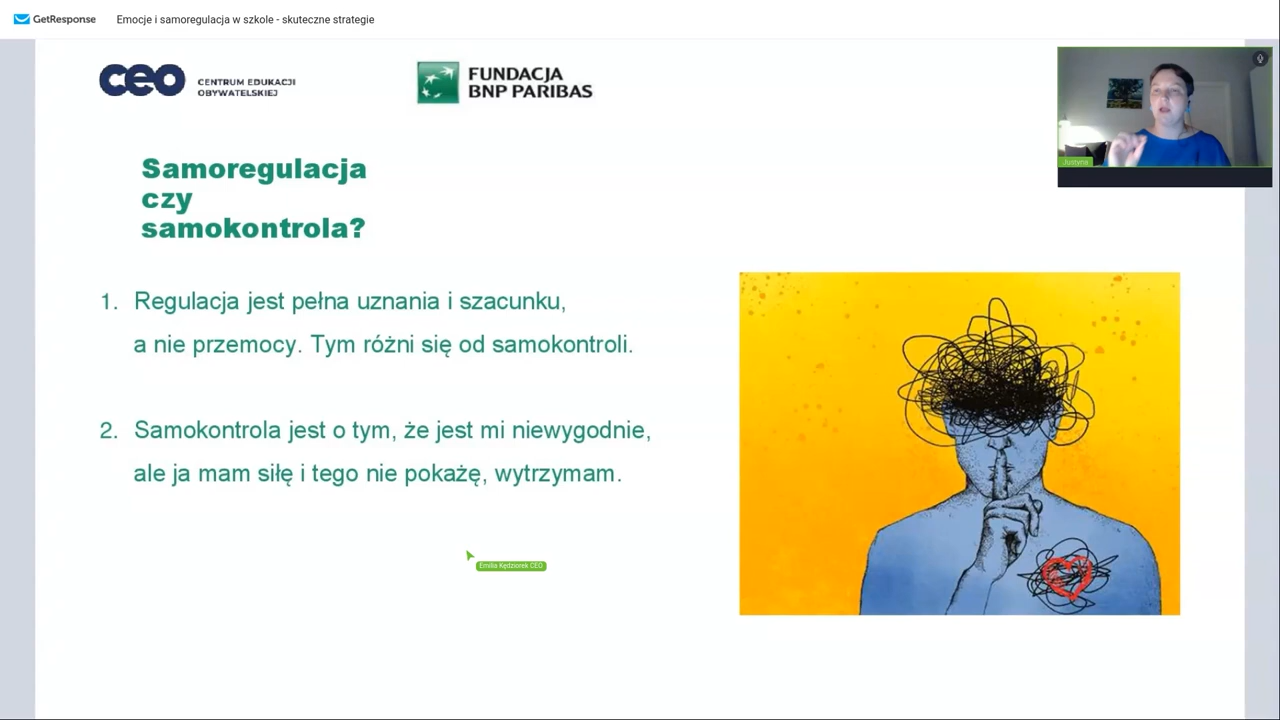 GetResponse
Emocje i samoregulacja w szkole - skuteczne strategie
ceo CENTRUM EDUKACJI
OBYWATELSKIEJ
FUNDACJA
BNP PARIBAS
Justyna
Samoregulacja
czy
samokontrola?
1. Regulacja jest pełna uznania i szacunku,
a nie przemocy. Tym różni się od samokontroli.
2. Samokontrola jest o tym, że jest mi niewygodnie,
ale ja mam siłę i tego nie pokażę, wytrzymam.
Emilia Kędziorek CEO